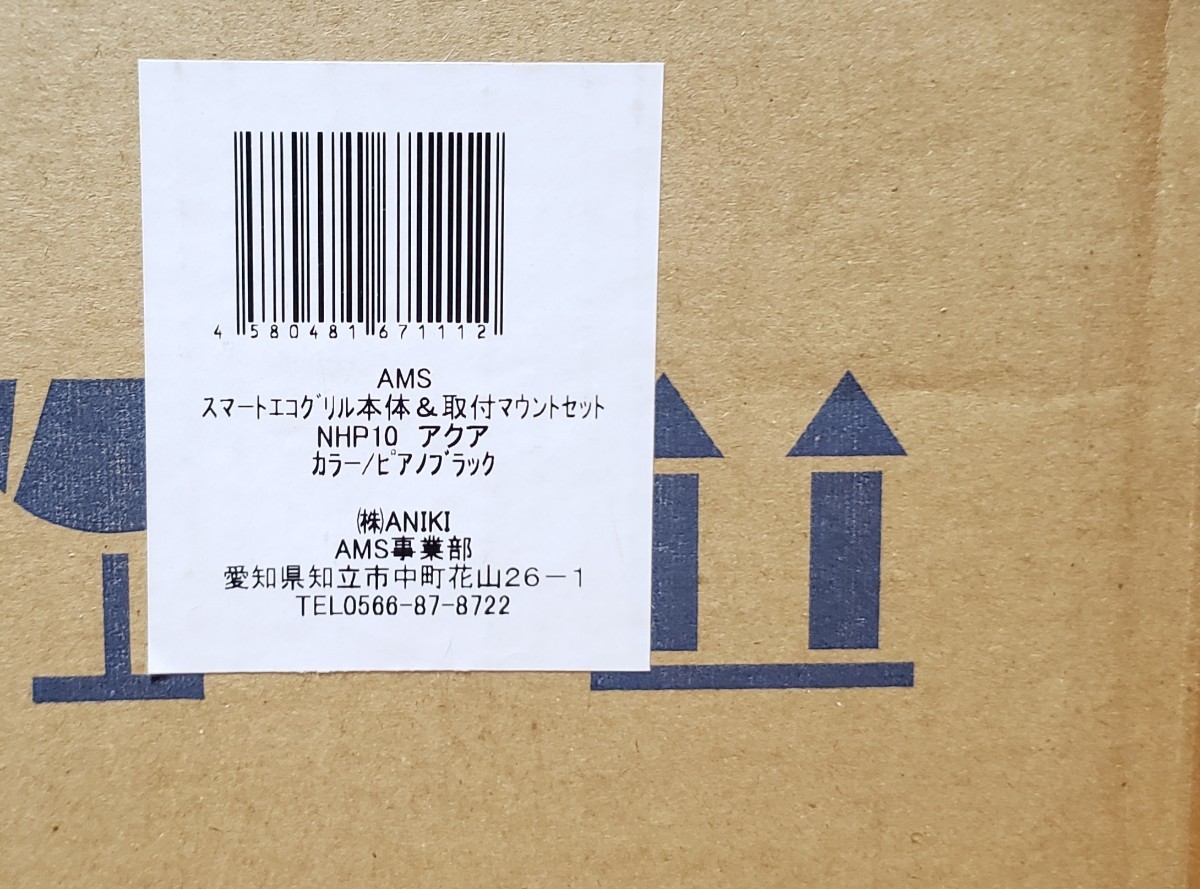 4 580481 671112
AMS
スマートエコグリル本体＆取付マウントセット
NHP10 アクア
カラー/ピアノブラック
㈱ANIKI
AMS事業部
愛知県知立市中町花山26－1
TEL0566-87-8722